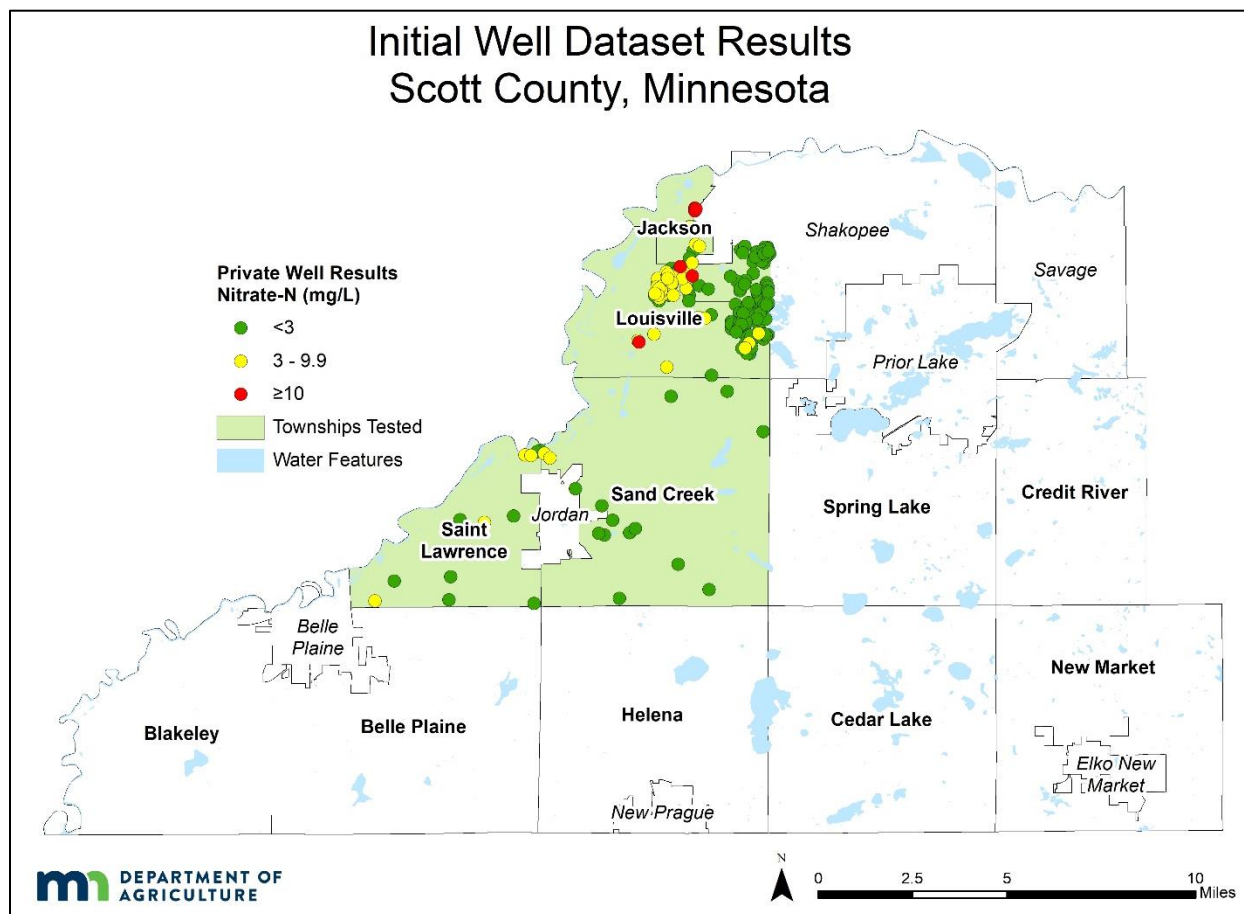 Initial Well Dataset Results
Scott County, Minnesota
Private Well Results
Nitrate-N (mg/L)
<3
3 - 9.9
≥10
Townships Tested
Water Features
Jackson
Shakopee
Savage
Louisville
Prior Lake
Sand Creek
Spring Lake
Credit River
Jordan
Saint
Lawrence
Belle
Plaine
Blakeley
Belle Plaine
Helena
Cedar Lake
New Market
Elko New
Market
New Prague
DEPARTMENT OF
AGRICULTURE
N
0 2.5 5 10
Miles